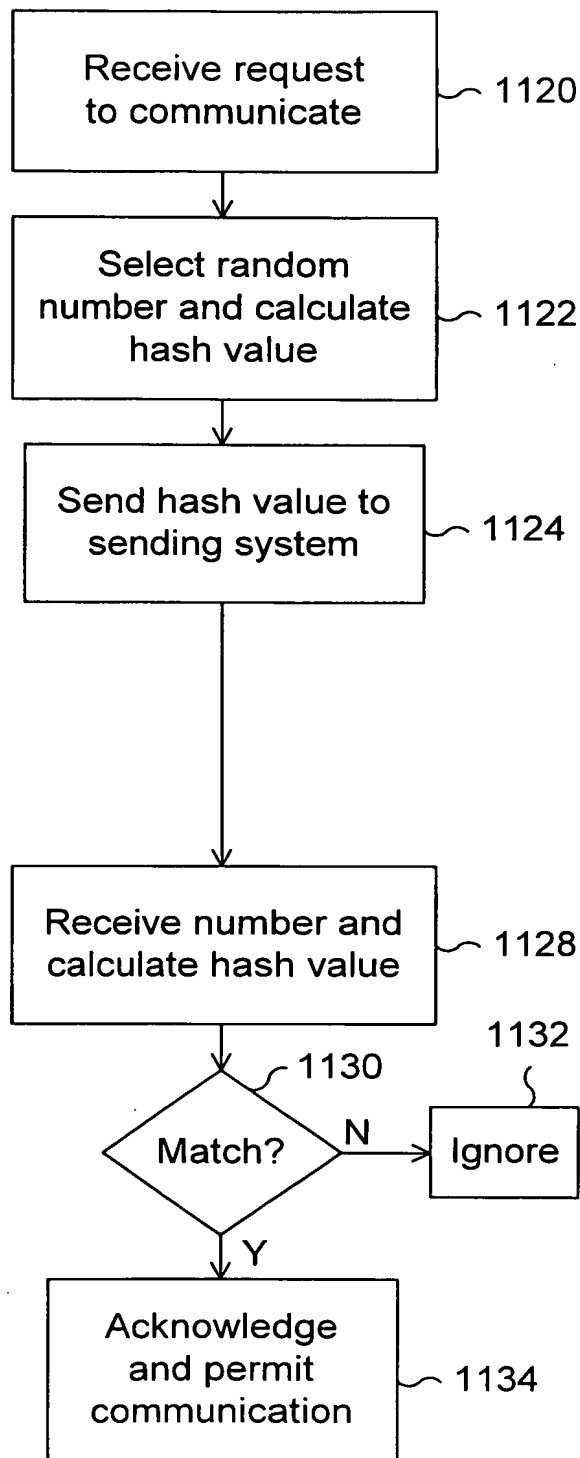 Receive request
to communicate
1120
Select random
number and calculate
hash value
1122
Send hash value to
sending system
1124
Receive number and
calculate hash value
1128
1132
1130
Match?
N
Ignore
Y
Acknowledge
and permit
communication
1134